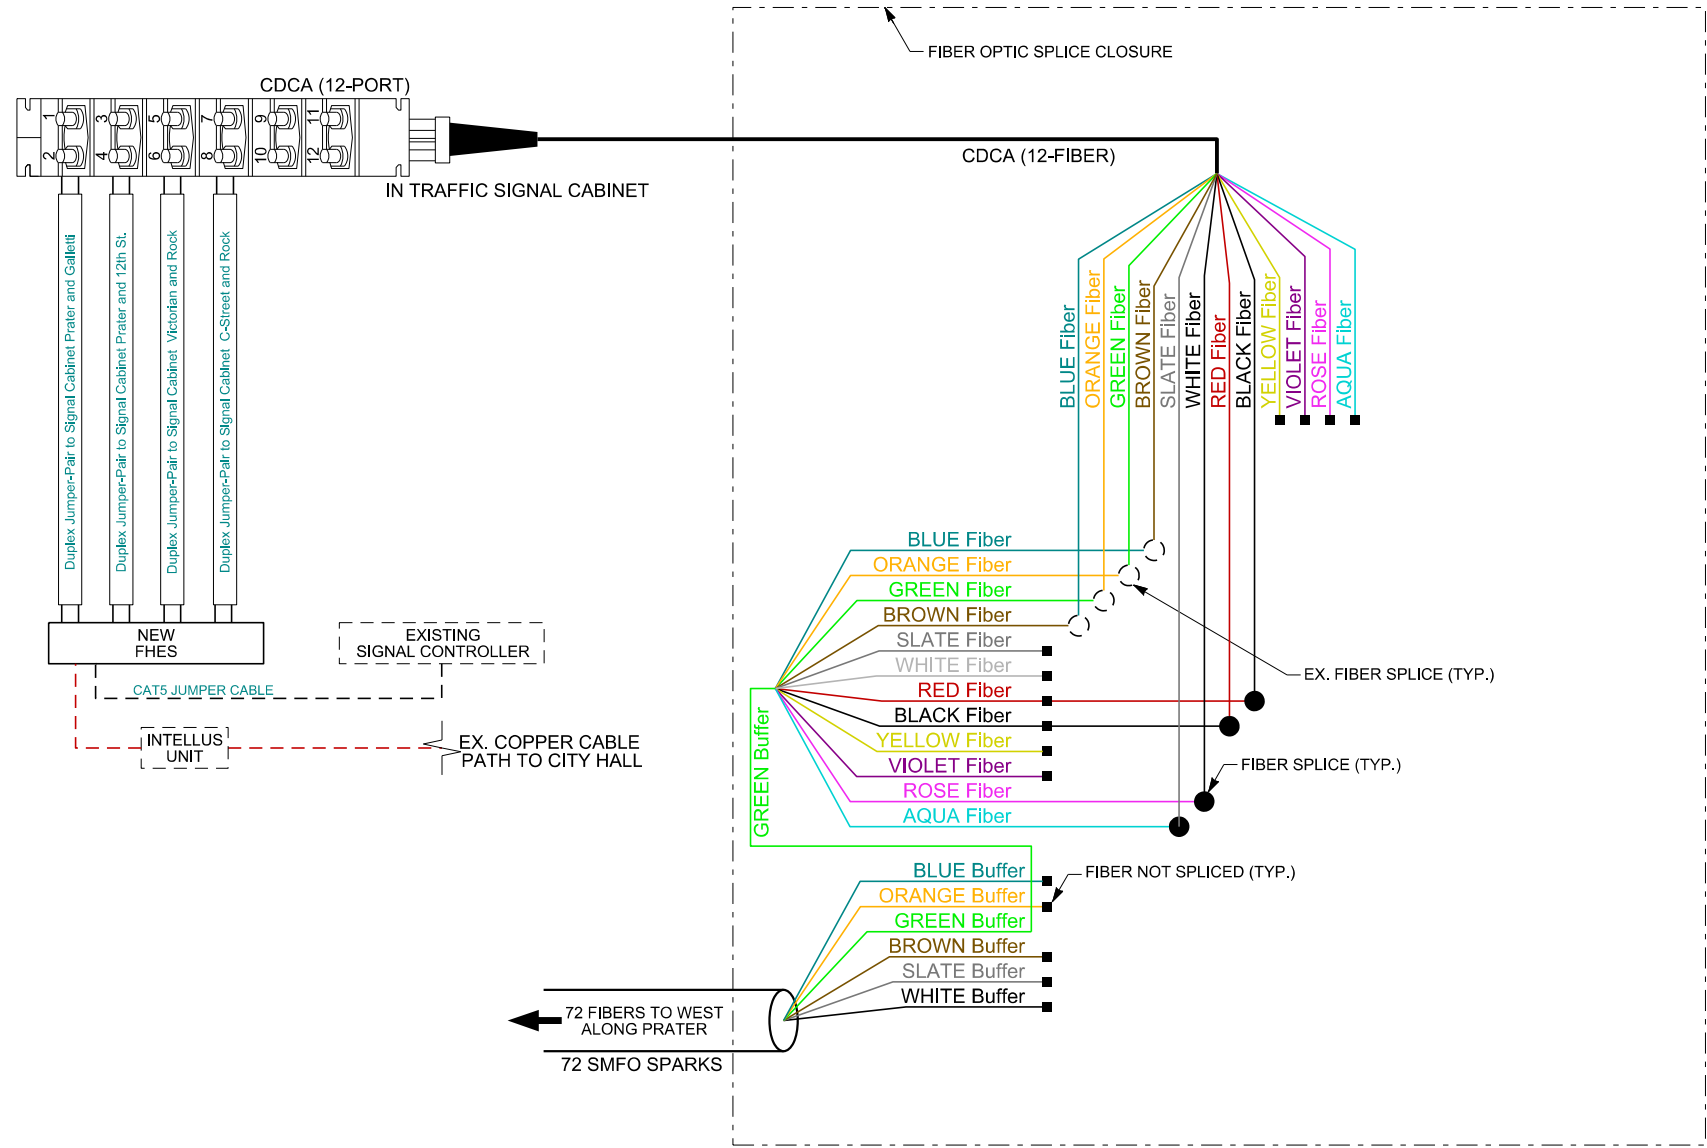 FIBER OPTIC SPLICE CLOSURE
CDCA (12-PORT)
1
3
5
7
9
11
2
4
6
8
10
12
CDCA (12-FIBER)
IN TRAFFIC SIGNAL CABINET
Duplex Jumper-Pair to Signal Cabinet Prater and Galletti
Duplex Jumper-Pair to Signal Cabinet Prater and 12th St.
Duplex Jumper-Pair to Signal Cabinet Victorian and Rock
Duplex Jumper-Pair to Signal Cabinet C-Street and Rock
BLUE Fiber
ORANGE Fiber
GREEN Fiber
BROWN Fiber
SLATE Fiber
WHITE Fiber
RED Fiber
BLACK Fiber
YELLOW Fiber
VIOLET Fiber
ROSE Fiber
AQUA Fiber
BLUE Fiber
ORANGE Fiber
GREEN Fiber
BROWN Fiber
SLATE Fiber
WHITE Fiber
RED Fiber
BLACK Fiber
YELLOW Fiber
VIOLET Fiber
ROSE Fiber
AQUA Fiber
EX. FIBER SPLICE (TYP.)
FIBER SPLICE (TYP.)
NEW
FHES
EXISTING
SIGNAL CONTROLLER
CAT5 JUMPER CABLE
INTELLUS
UNIT
EX. COPPER CABLE
PATH TO CITY HALL
GREEN Buffer
BLUE Buffer
ORANGE Buffer
GREEN Buffer
BROWN Buffer
SLATE Buffer
WHITE Buffer
FIBER NOT SPLICED (TYP.)
72 FIBERS TO WEST
ALONG PRATER
72 SMFO SPARKS